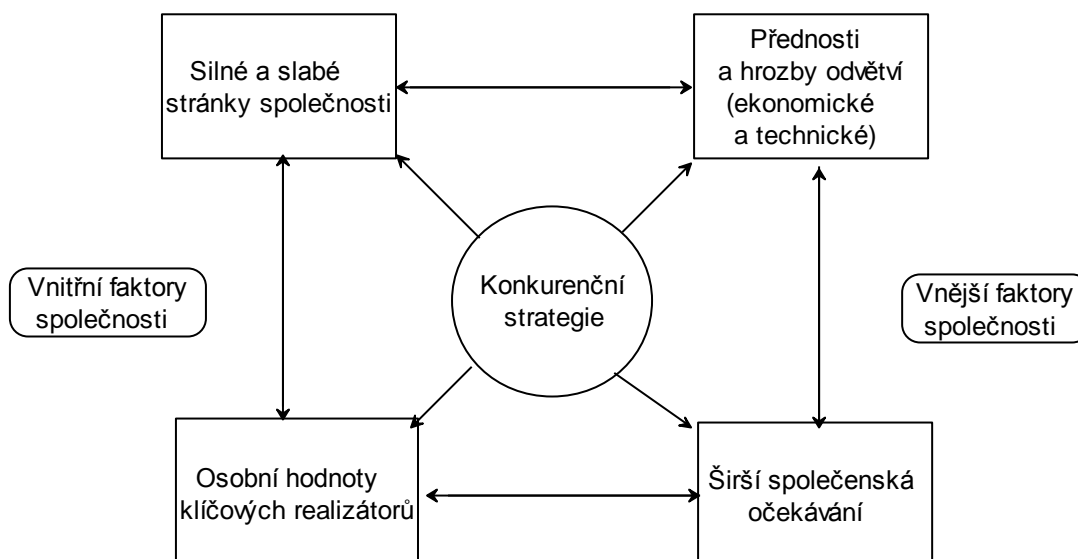 Silné a slabé
stránky společnosti
Přednosti
a hrozby odvětví
(ekonomické
a technické)
Vnitřní faktory
společnosti
Konkurenční
strategie
Vnější faktory
společnosti
Osobní hodnoty
klíčových realizátorů
Širší společenská
očekávání